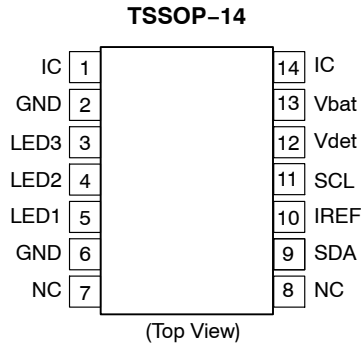 TSSOP−14
IC 1 14 IC
GND 2 13 Vbat
LED3 3 12 Vdet
LED2 4 11 SCL
LED1 5 10 IREF
GND 6 9 SDA
NC 7 8 NC
(Top View)